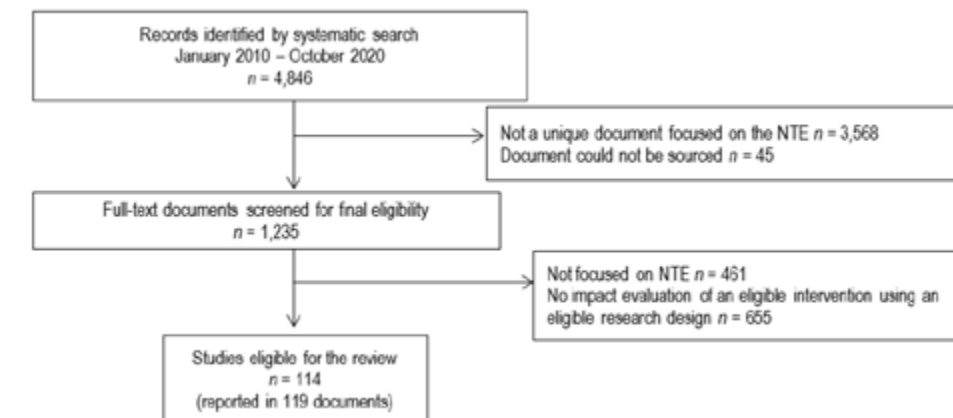 Records identified by systematic search
January 2010 – October 2020
n = 4,846
Not a unique document focused on the NTE n = 3,568
Document could not be sourced n = 45
Full-text documents screened for final eligibility
n = 1,235
Not focused on NTE n = 461
No impact evaluation of an eligible intervention using an
eligible research design n = 655
Studies eligible for the review
n = 114
(reported in 119 documents)